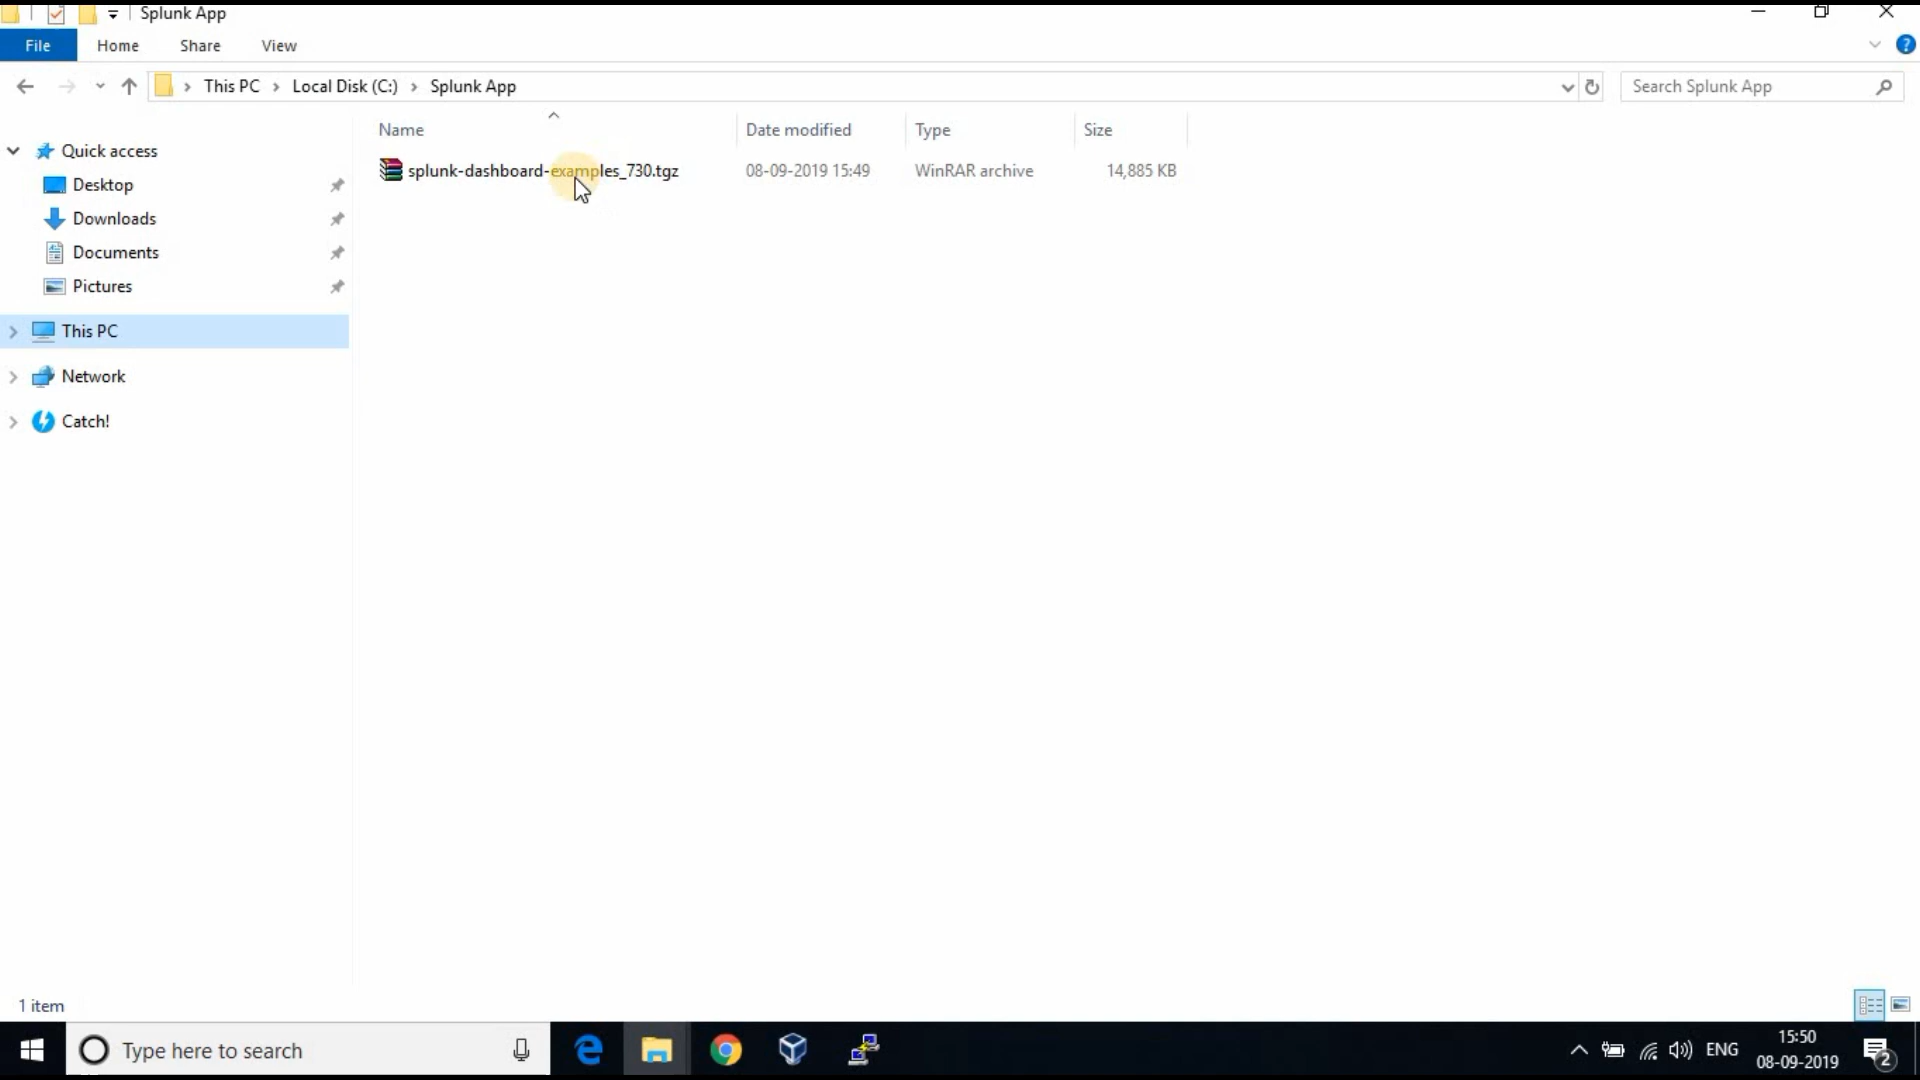 Splunk App
File Home Share View
This PC Local Disk (C:) Splunk App Search Splunk App
Name Date modified Type Size
splunk-dashboard-examples_730.tgz 08-09-2019 15:49 WinRAR archive 14,885 KB
Quick access
Desktop
Downloads
Documents
Pictures
This PC
Network
Catch!
1 item
Type here to search ENG 15:50
08-09-2019 2